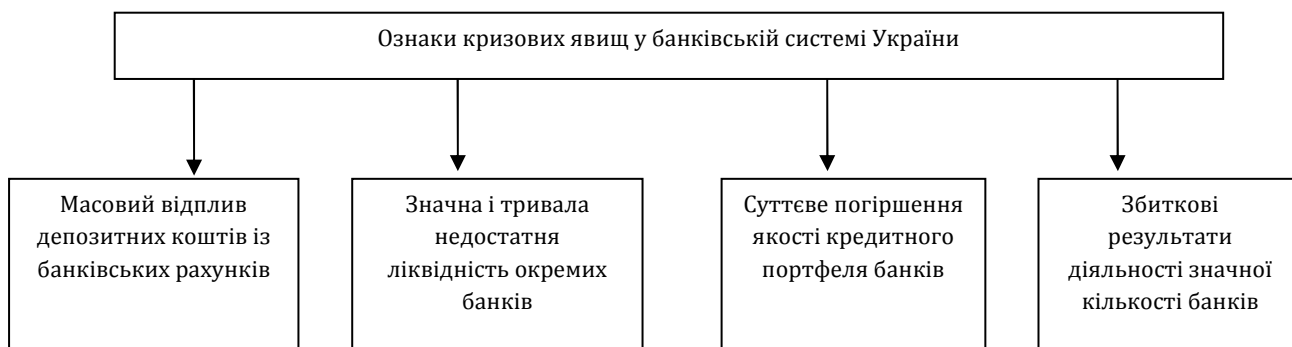 Ознаки кризових явищ у банківській системі України
Масовий відплив
депозитних коштів із
банківських рахунків
Значна і тривала
недостатня
ліквідність окремих
банків
Суттєве погіршення
якості кредитного
портфеля банків
Збиткові
результати
діяльності значної
кількості банків